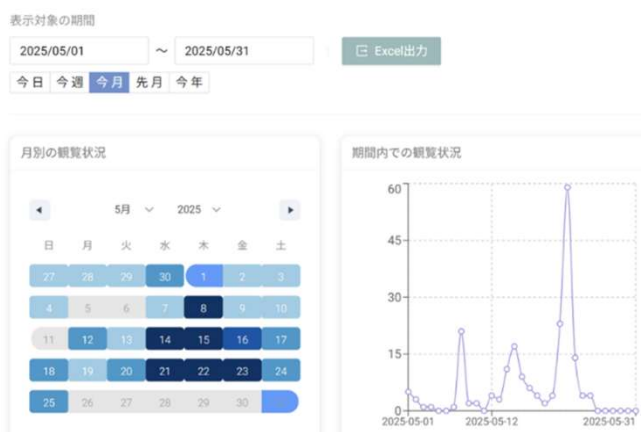 表示対象の期間
2025/05/01 ～ 2025/05/31 Excel出力
今日 今週 今月 先月 今年
月別の観覧状況
5月 2025
日 月 火 水 木 金 土
27 28 29 30 1 2 3
4 5 6 7 8 9 10
11 12 13 14 15 16 17
18 19 20 21 22 23 24
25 26 27 28 29 30
期間内での観覧状況
60
45
30
15
0
2025-05-01 2025-05-12 2025-05-31